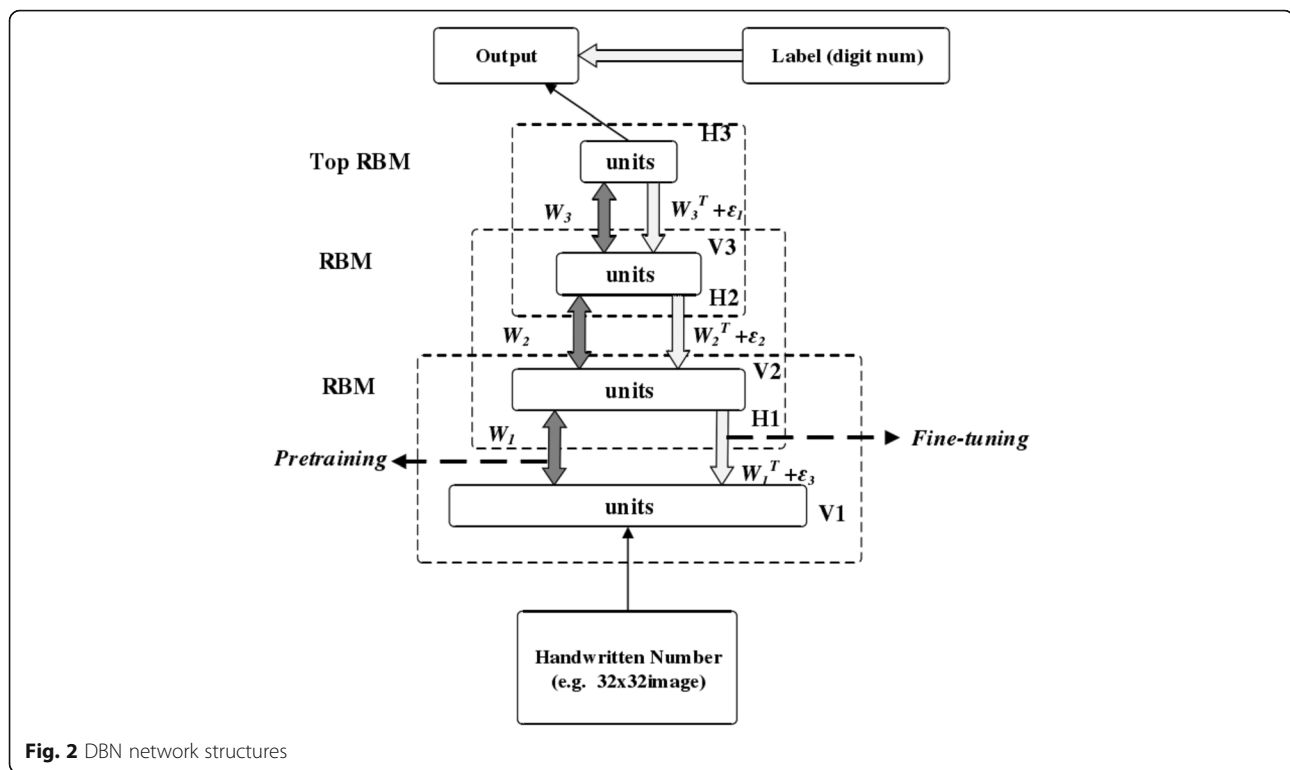 Output
Label (digit num)
H3
Top RBM
units
W₃
W₃ᵀ +ε₁
V3
RBM
units
H2
W₂
W₂ᵀ +ε₂
V2
RBM
units
H1
W₁
Fine-tuning
Pretraining
W₁ᵀ +ε₃
units
V1
Handwritten Number
(e.g. 32x32image)
Fig. 2 DBN network structures